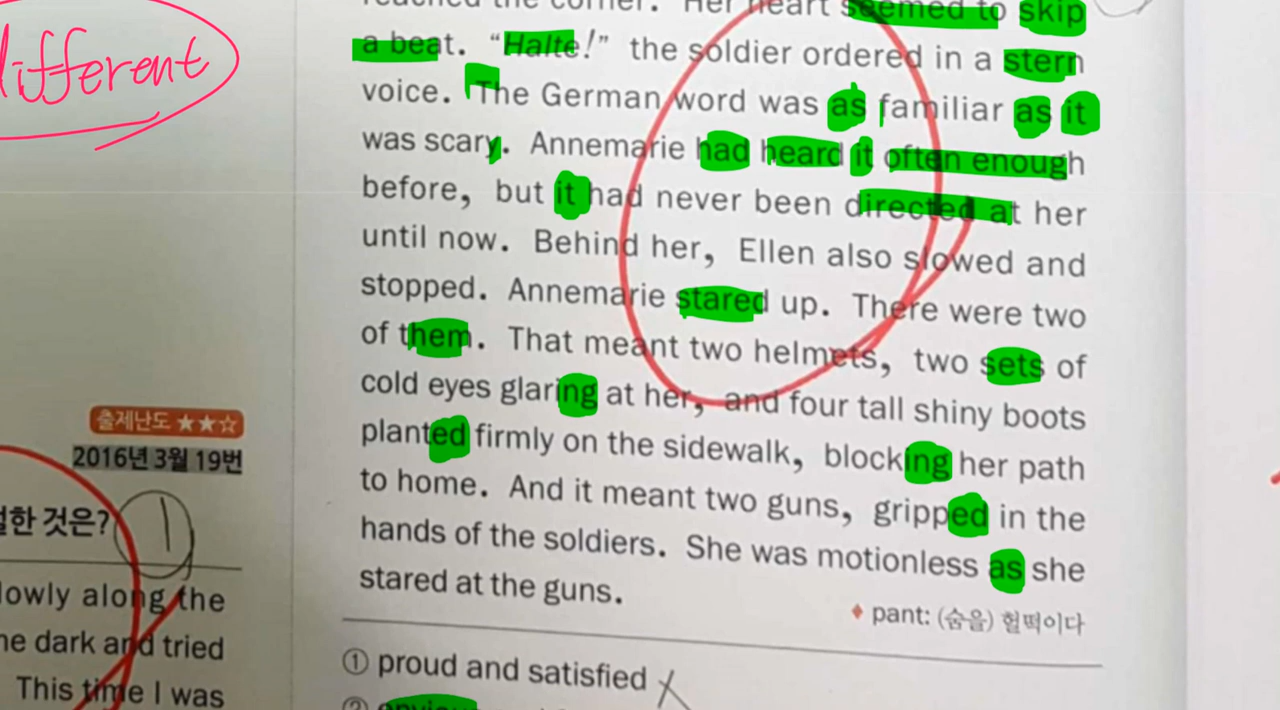 different
reached the corner. Her heart seemed to skip
a beat. “Halte!” the soldier ordered in a stern
voice. The German word was as familiar as it
was scary. Annemarie had heard it often enough
before, but it had never been directed at her
until now. Behind her, Ellen also slowed and
stopped. Annemarie stared up. There were two
of them. That meant two helmets, two sets of
cold eyes glaring at her, and four tall shiny boots
planted firmly on the sidewalk, blocking her path
to home. And it meant two guns, gripped in the
hands of the soldiers. She was motionless as she
stared at the guns.
♦ pant: (숨을) 헐떡이다
① proud and satisfied
②
출제난도 ★★☆
2016년 3월 19번
한 것은?
1
lowly along the
he dark and tried
This time I was